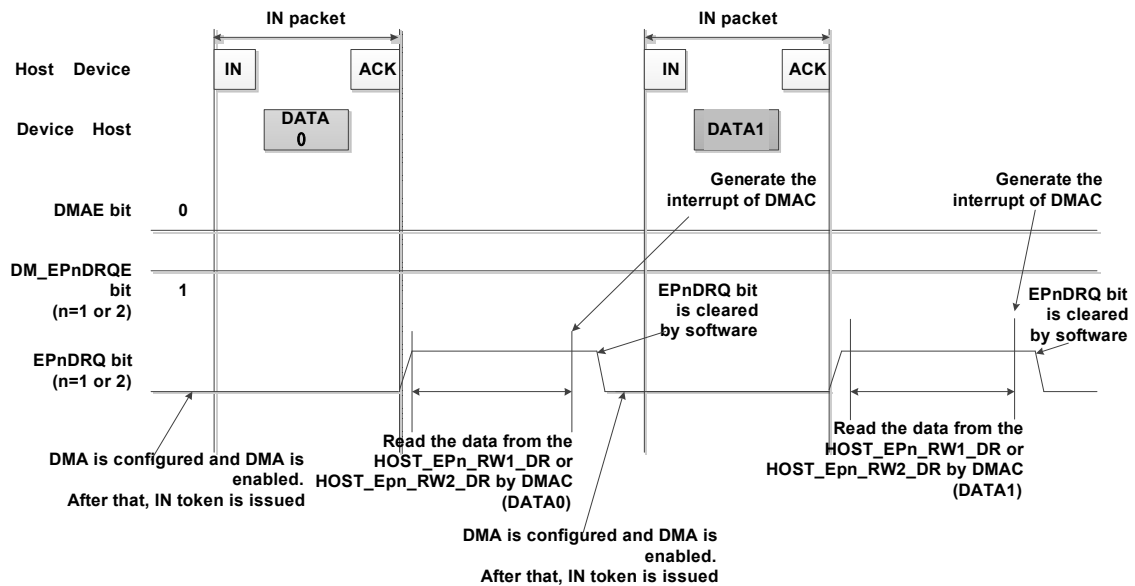 IN packet
IN packet
Host Device
IN
ACK
IN
ACK
Device Host
DATA
0
DATA1
Generate the
interrupt of DMAC
Generate the
interrupt of DMAC
DMAE bit 0
DM_EPnDRQE
bit
(n=1 or 2)
1
EPnDRQ bit
is cleared
by software
EPnDRQ bit
is cleared
by software
EPnDRQ bit
(n=1 or 2)
DMA is configured and DMA is
enabled.
After that, IN token is issued
Read the data from the
HOST_EPn_RW1_DR or
HOST_Epn_RW2_DR by DMAC
(DATA0)
Read the data from the
HOST_EPn_RW1_DR or
HOST_Epn_RW2_DR by DMAC
(DATA1)
DMA is configured and DMA is
enabled.
After that, IN token is issued